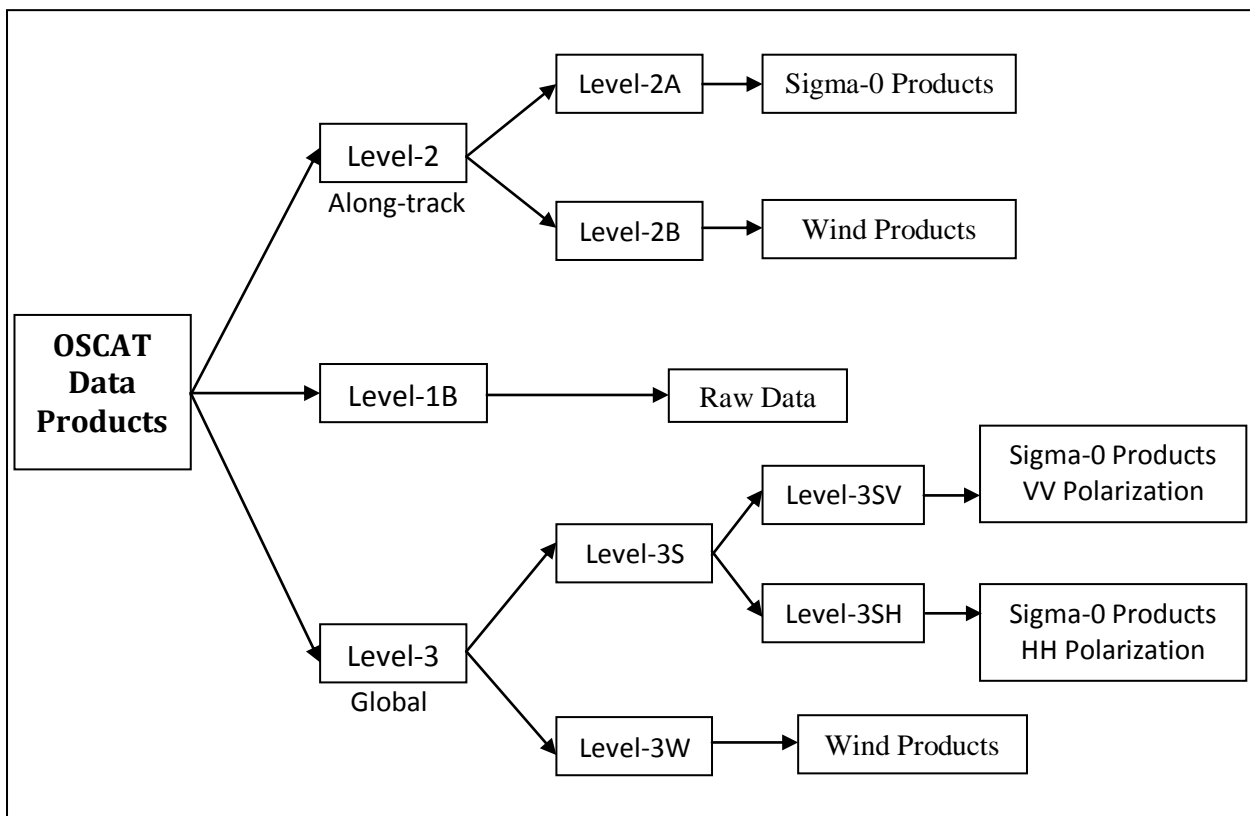 OSCAT
Data
Products
Level-2
Along-track
Level-2A
Sigma-0 Products
Level-2B
Wind Products
Level-1B
Raw Data
Level-3
Global
Level-3S
Level-3SV
Sigma-0 Products
VV Polarization
Level-3SH
Sigma-0 Products
HH Polarization
Level-3W
Wind Products